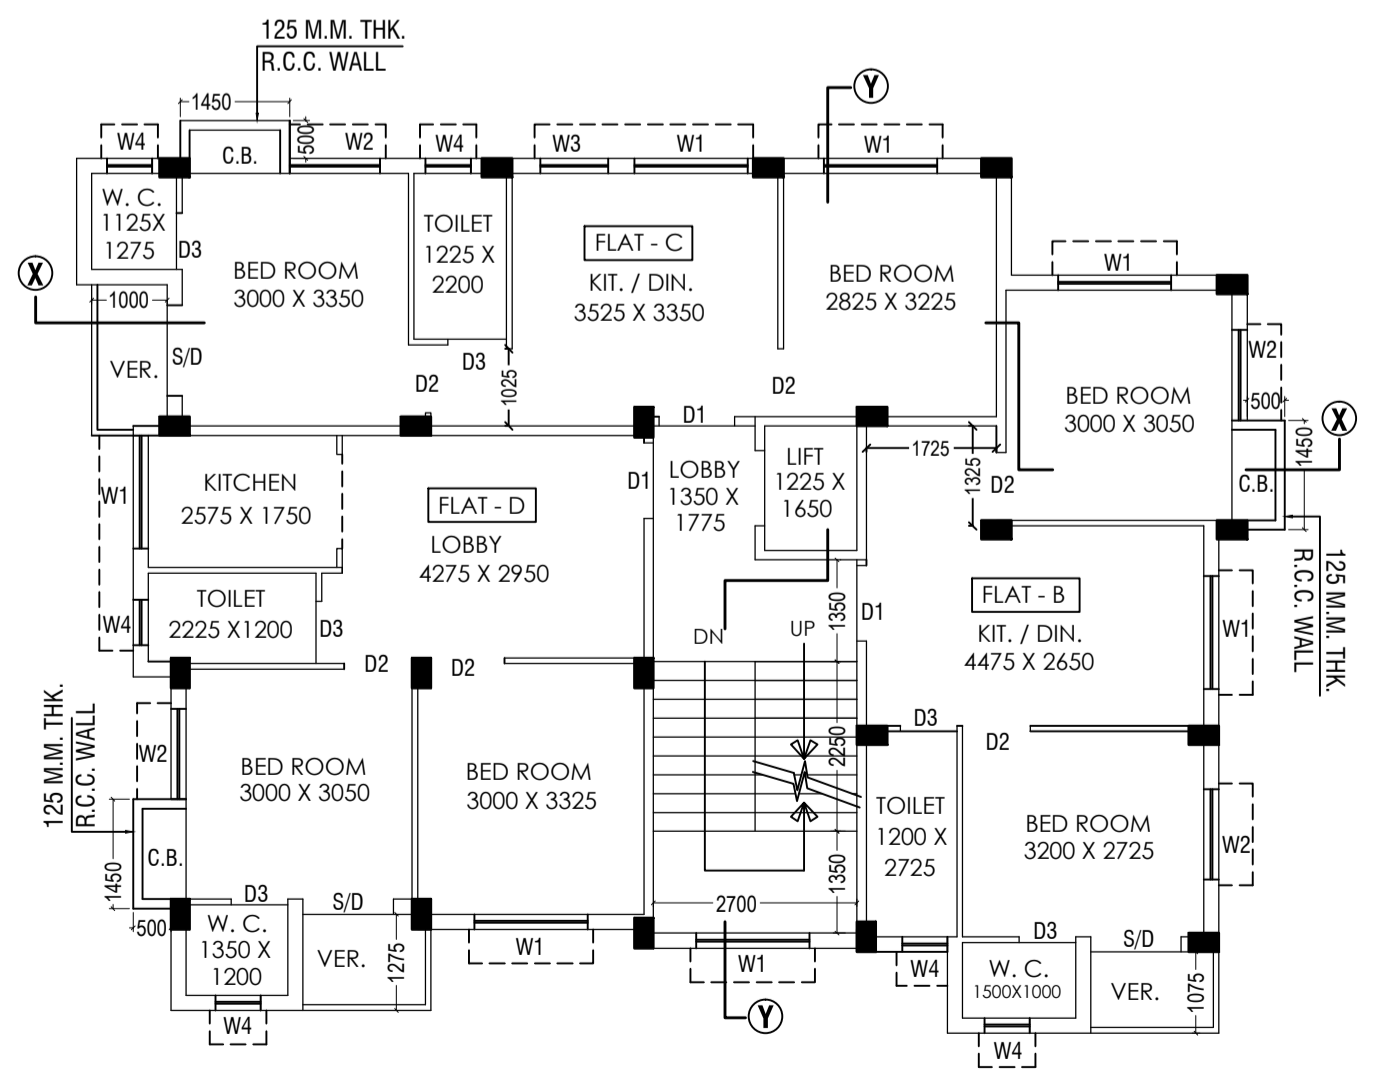 125 M.M. THK.
R.C.C. WALL
1450
500
W4
C.B.
W2
W4
W3
W1
W1
Y
W. C.
1125X
1275
D3
BED ROOM
3000 X 3350
TOILET
1225 X
2200
FLAT - C
KIT. / DIN.
3525 X 3350
BED ROOM
2825 X 3225
W1
X
1000
VER.
S/D
D2
D3
1025
D1
D2
BED ROOM
3000 X 3050
W2
500
1450
X
C.B.
125 M.M. THK.
R.C.C. WALL
W1
KITCHEN
2575 X 1750
FLAT - D
LOBBY
4275 X 2950
D1
LOBBY
1350 X
1775
LIFT
1225 X
1650
1725
1325
D2
W4
TOILET
2225 X1200
D3
D2
D2
DN
UP
1350
D1
FLAT - B
KIT. / DIN.
4475 X 2650
W1
125 M.M. THK.
R.C.C. WALL
W2
C.B.
1450
500
BED ROOM
3000 X 3050
BED ROOM
3000 X 3325
2250
1350
2700
D3
D2
TOILET
1200 X
2725
BED ROOM
3200 X 2725
W2
D3
S/D
W. C.
1350 X
1200
VER.
1275
W1
W1
W4
D3
S/D
W. C.
1500X1000
VER.
1075
W4
Y
W4